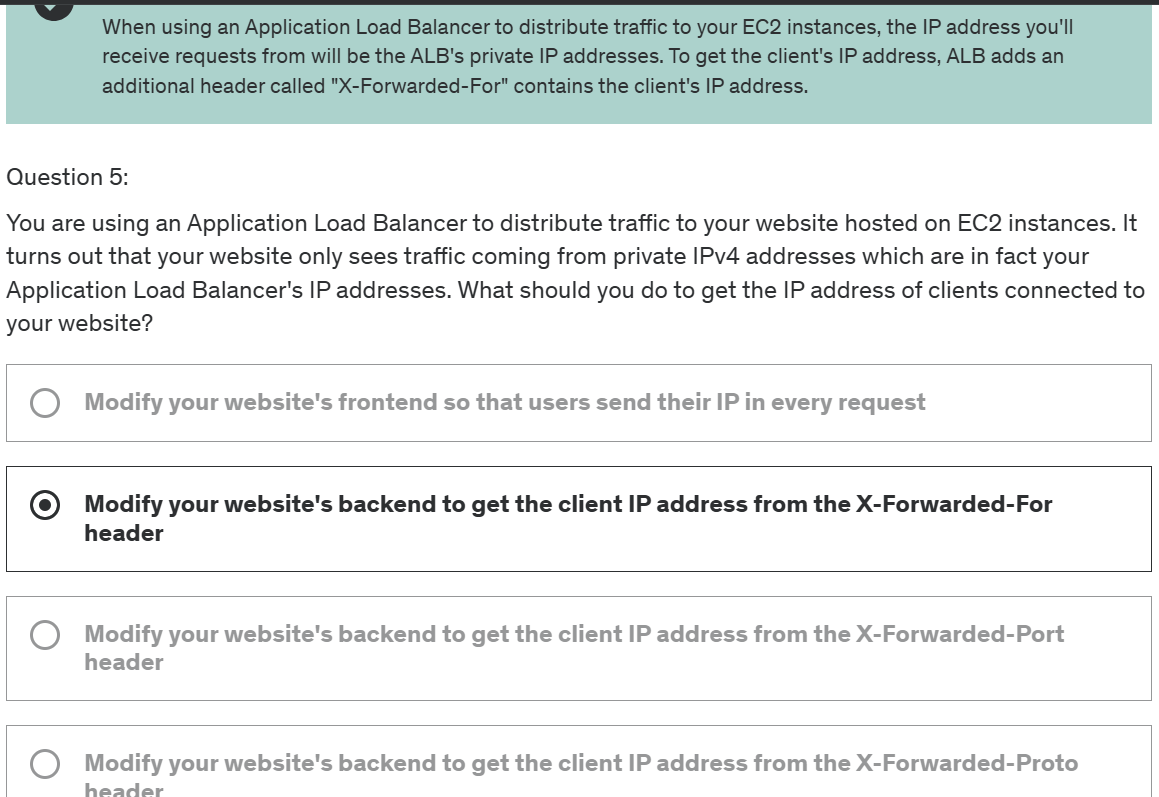 When using an Application Load Balancer to distribute traffic to your EC2 instances, the IP address you'll
receive requests from will be the ALB's private IP addresses. To get the client's IP address, ALB adds an
additional header called "X-Forwarded-For" contains the client's IP address.
Question 5:
You are using an Application Load Balancer to distribute traffic to your website hosted on EC2 instances. It
turns out that your website only sees traffic coming from private IPv4 addresses which are in fact your
Application Load Balancer's IP addresses. What should you do to get the IP address of clients connected to
your website?
Modify your website's frontend so that users send their IP in every request
Modify your website's backend to get the client IP address from the X-Forwarded-For
header
Modify your website's backend to get the client IP address from the X-Forwarded-Port
header
Modify your website's backend to get the client IP address from the X-Forwarded-Proto
header